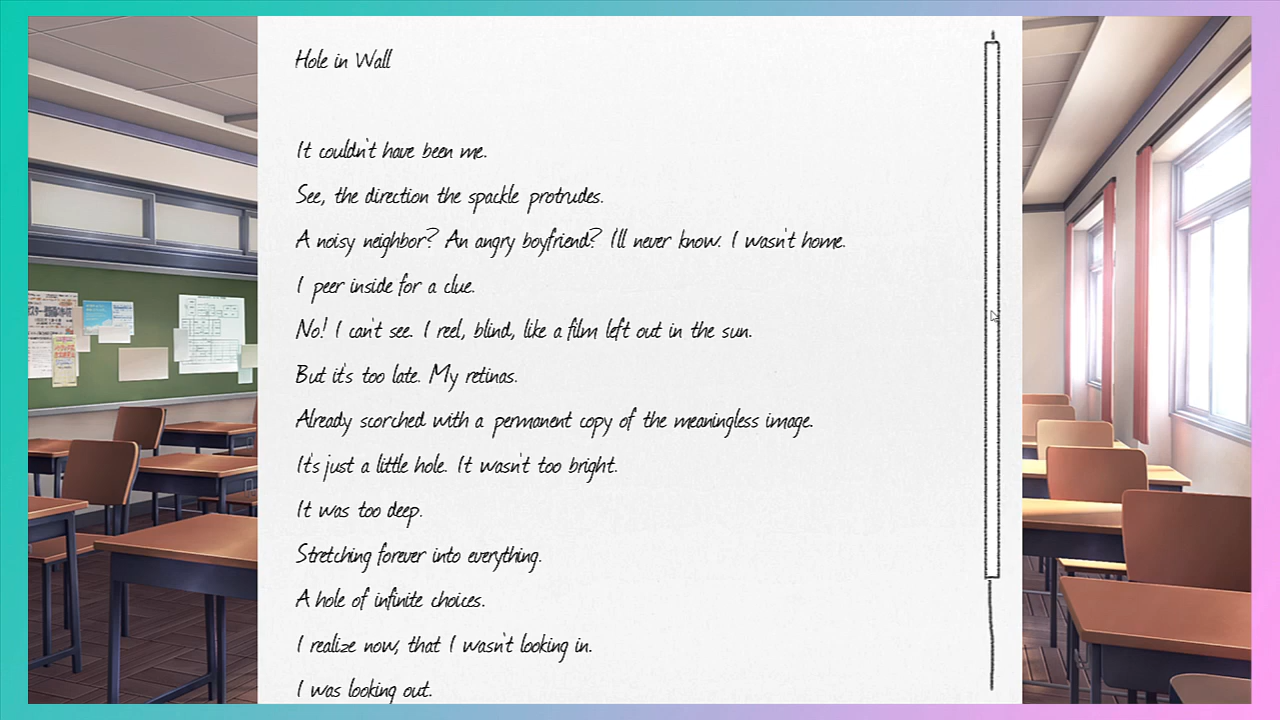 Hole in Wall
It couldn't have been me.
See, the direction the spackle protrudes.
A noisy neighbor? An angry boyfriend? I'll never know. I wasn't home.
I peer inside for a clue.
No! I can't see. I reel, blind, like a film left out in the sun.
But it's too late. My retinas.
Already scorched with a permanent copy of the meaningless image.
It's just a little hole. It wasn't too bright.
It was too deep.
Stretching forever into everything.
A hole of infinite choices.
I realize now, that I wasn't looking in.
I was looking out.